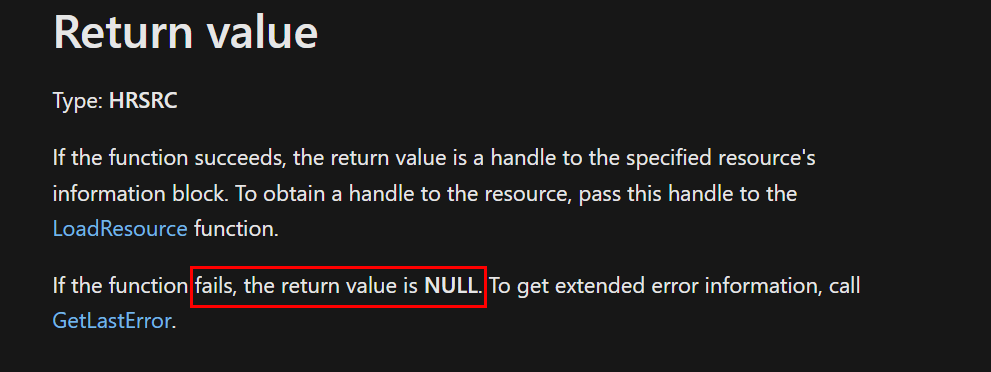 Return value
Type: HRSRC
If the function succeeds, the return value is a handle to the specified resource's
information block. To obtain a handle to the resource, pass this handle to the
LoadResource function.
If the function fails, the return value is NULL. To get extended error information, call
GetLastError.